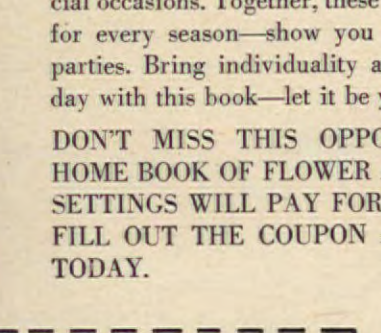 cial occasions. Together, these
for every season—show you
parties. Bring individuality a
day with this book—let it be
DON'T MISS THIS OPPO
HOME BOOK OF FLOWER
SETTINGS WILL PAY FOR
FILL OUT THE COUPON
TODAY.